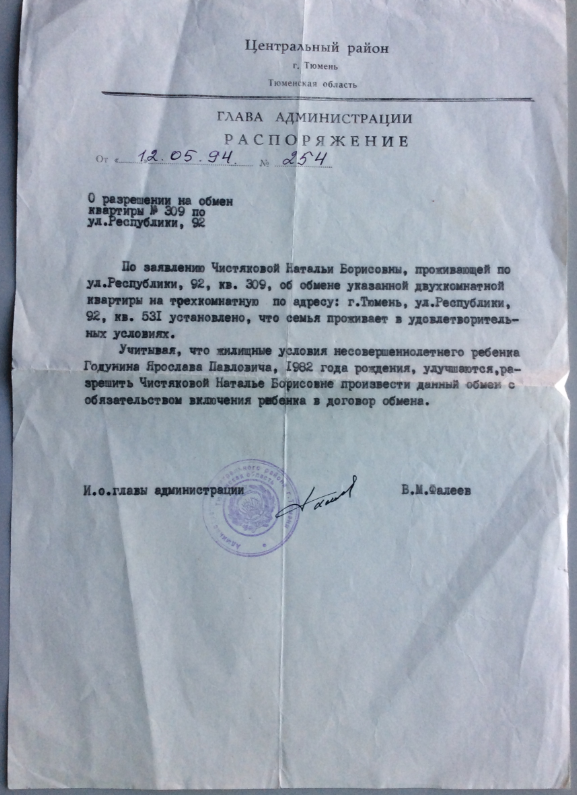 Центральный район
г. Тюмень
Тюменская область
ГЛАВА АДМИНИСТРАЦИИ
РАСПОРЯЖЕНИЕ
От « 12.05.94. № 254
О разрешении на обмен
квартиры № 309 по
ул.Республики, 92
По заявлению Чистяковой Натальи Борисовны, проживающей по
ул.Республики, 92, кв. 309, об обмене указанной двухкомнатной
квартиры на трехкомнатную по адресу: г.Тюмень, ул.Республики,
92, кв. 53I установлено, что семья проживает в удовлетворитель-
ных условиях.
Учитывая, что жилищные условия несовершеннолетнего ребенка
Годунина Ярослава Павловича, I982 года рождения, улучшаются,ра-
зрешить Чистяковой Наталье Борисовне произвести данный обмен с
обязательством включения ребенка в договор обмена.
И.о.главы администрации В.М.Фалеев